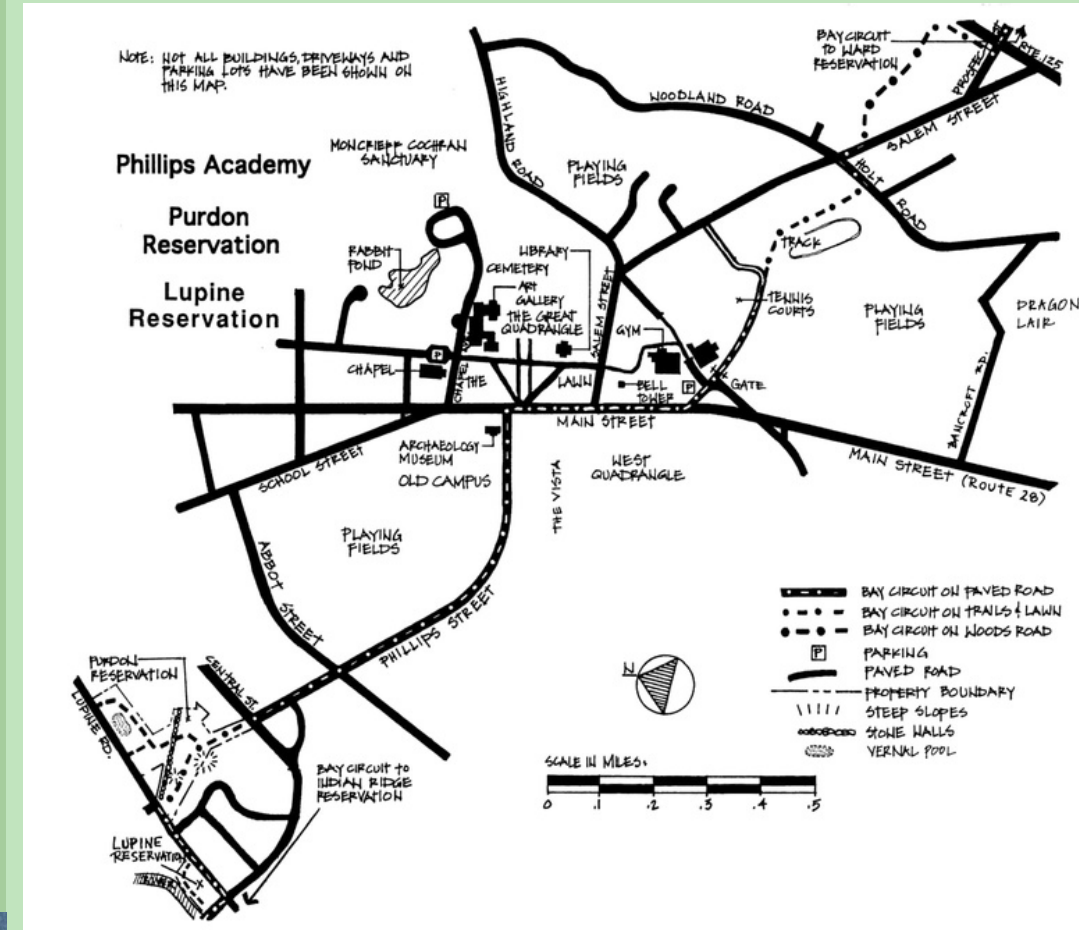 NOTE: NOT ALL BUILDINGS, DRIVEWAYS AND
PARKING LOTS HAVE BEEN SHOWN ON
THIS MAP.
Phillips Academy
Purdon
Reservation
Lupine
Reservation
BAY CIRCUIT
TO WARD
RESERVATION
RTE. 125
PROSPECT
SALEM STREET
WOODLAND ROAD
HIGHLAND
ROAD
PLAYING
FIELDS
HOLT
ROAD
MONCRIEFF COCHRAN
SANCTUARY
P
RABBIT
POND
LIBRARY
CEMETERY
ART
GALLERY
THE GREAT
QUADRANGLE
SALEM STREET
TRACK
TENNIS
COURTS
PLAYING
FIELDS
DRAGON
LAIR
GYM
P
CHAPEL
CHAPEL AVE.
THE
LAWN
BELL
TOWER
P
GATE
BANCROFT RD.
MAIN STREET
MAIN STREET (ROUTE 28)
ARCHAEOLOGY
MUSEUM
OLD CAMPUS
THE VISTA
WEST
QUADRANGLE
SCHOOL STREET
PLAYING
FIELDS
ABBOT
STREET
PHILLIPS STREET
PURDON
RESERVATION
CENTRAL ST.
LUPINE RD.
BAY CIRCUIT TO
INDIAN RIDGE
RESERVATION
LUPINE
RESERVATION
N
BAY CIRCUIT ON PAVED ROAD
BAY CIRCUIT ON TRAILS & LAWN
BAY CIRCUIT ON WOODS ROAD
P PARKING
PAVED ROAD
PROPERTY BOUNDARY
STEEP SLOPES
STONE WALLS
VERNAL POOL
SCALE IN MILES:
0 .1 .2 .3 .4 .5